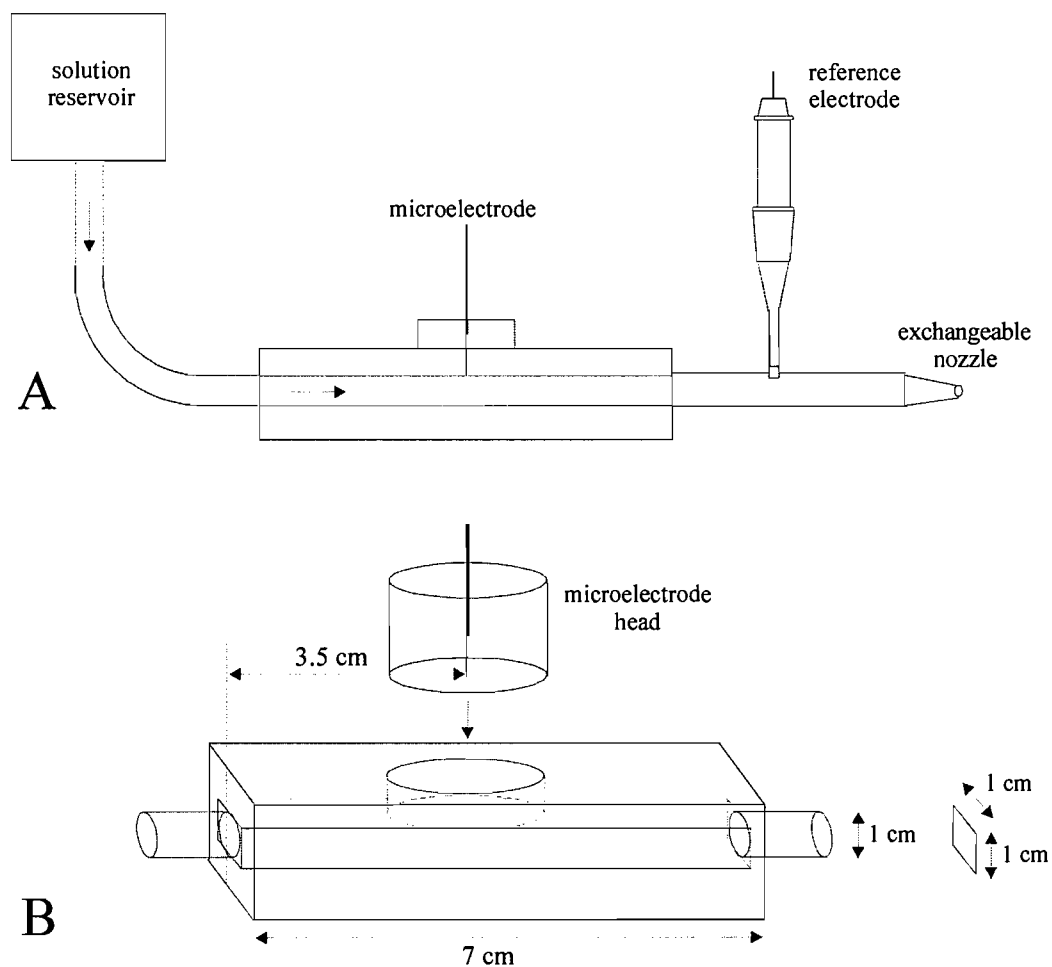 solution
reservoir
reference
electrode
microelectrode
exchangeable
nozzle
A
microelectrode
head
3.5 cm
1 cm
1 cm
1 cm
B
7 cm